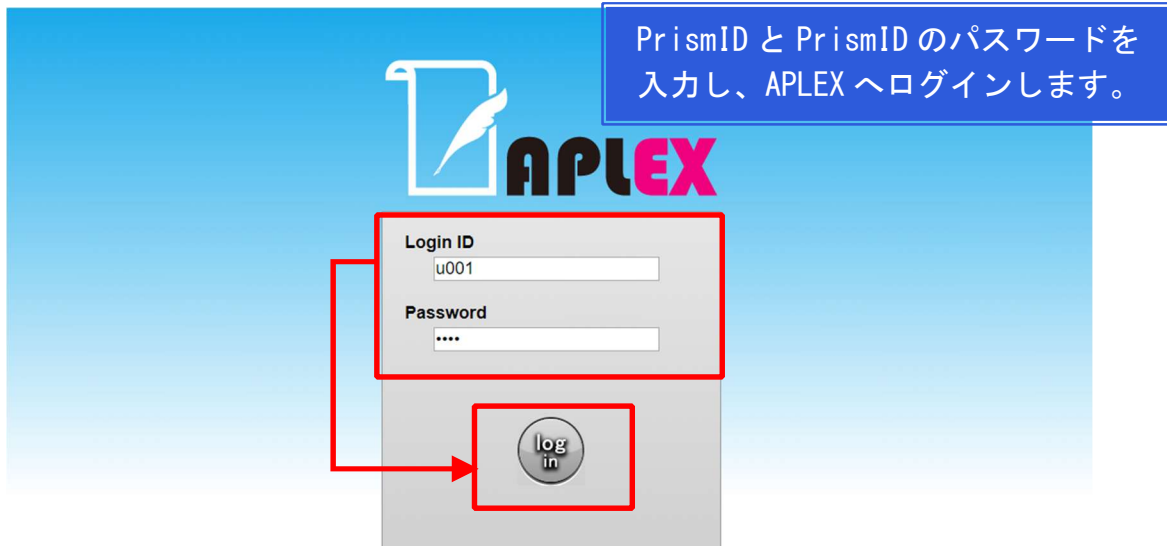 PrismID と PrismID のパスワードを
入力し、APLEX へログインします。
APLEX
Login ID
u001
Password
••••
log
in